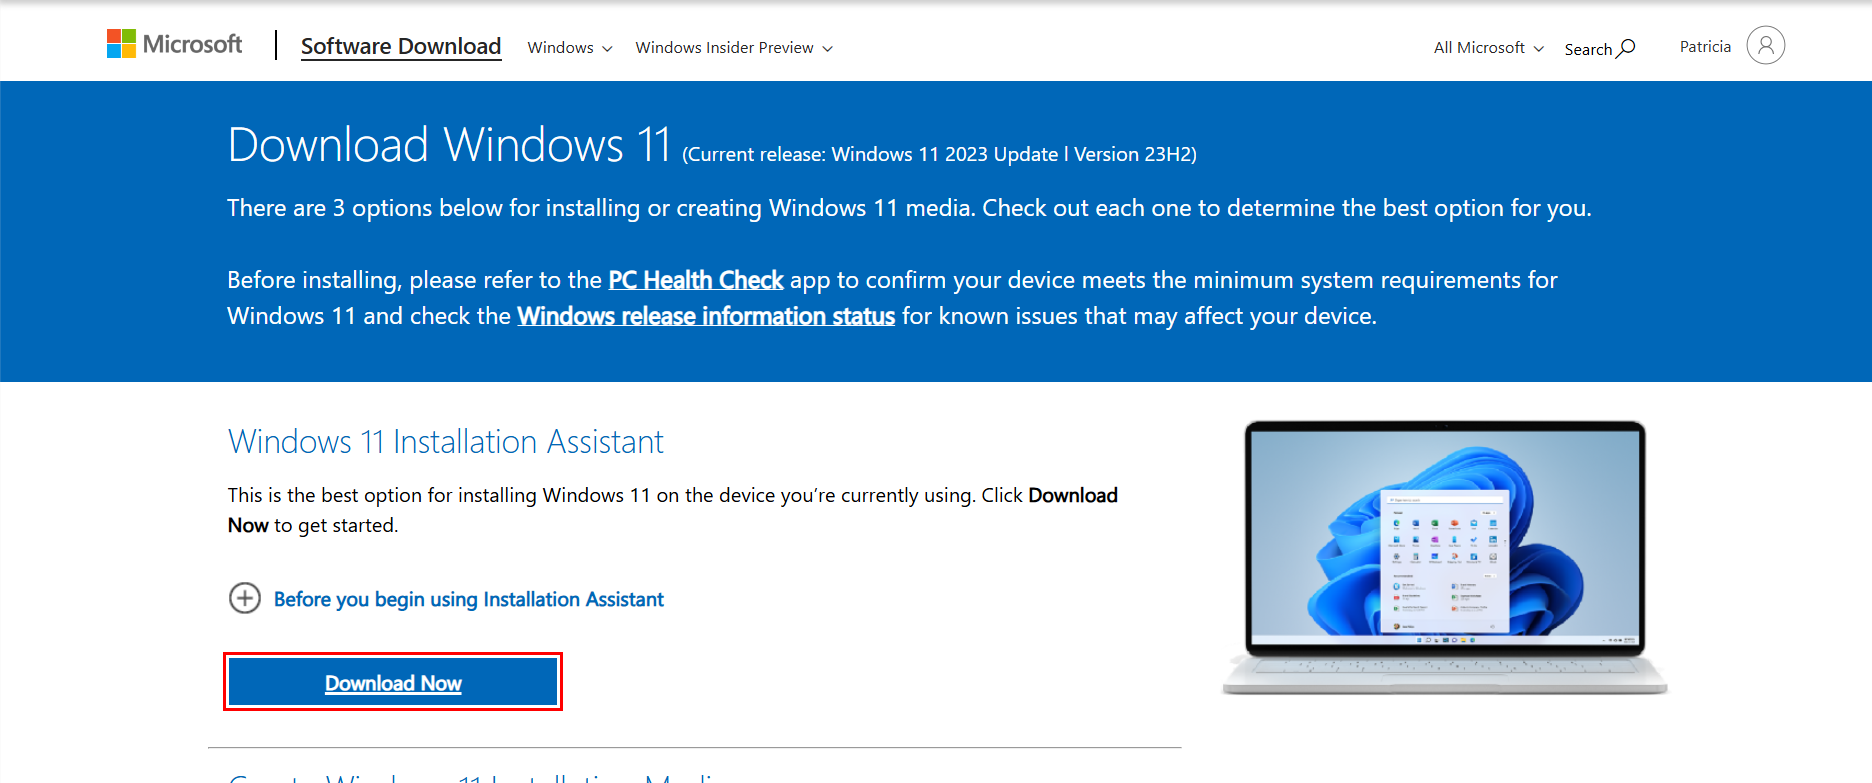 Microsoft
Software Download
Windows
Windows Insider Preview
All Microsoft
Search
Patricia
Download Windows 11 (Current release: Windows 11 2023 Update l Version 23H2)
There are 3 options below for installing or creating Windows 11 media. Check out each one to determine the best option for you.
Before installing, please refer to the PC Health Check app to confirm your device meets the minimum system requirements for
Windows 11 and check the Windows release information status for known issues that may affect your device.
Windows 11 Installation Assistant
This is the best option for installing Windows 11 on the device you’re currently using. Click Download
Now to get started.
Before you begin using Installation Assistant
Download Now